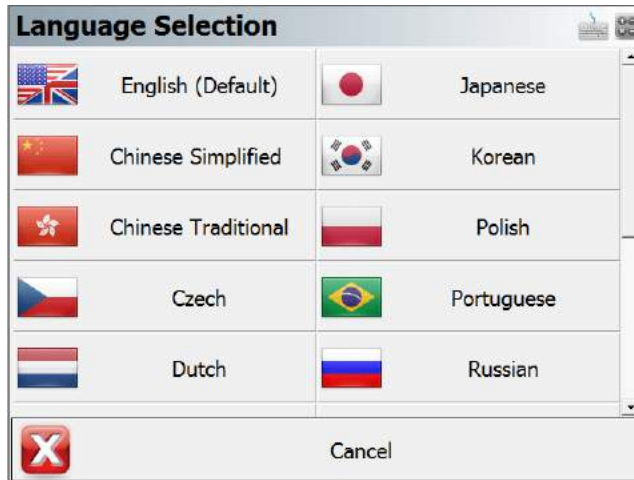 Language Selection
English (Default)
Japanese
Chinese Simplified
Korean
Chinese Traditional
Polish
Czech
Portuguese
Dutch
Russian
Cancel